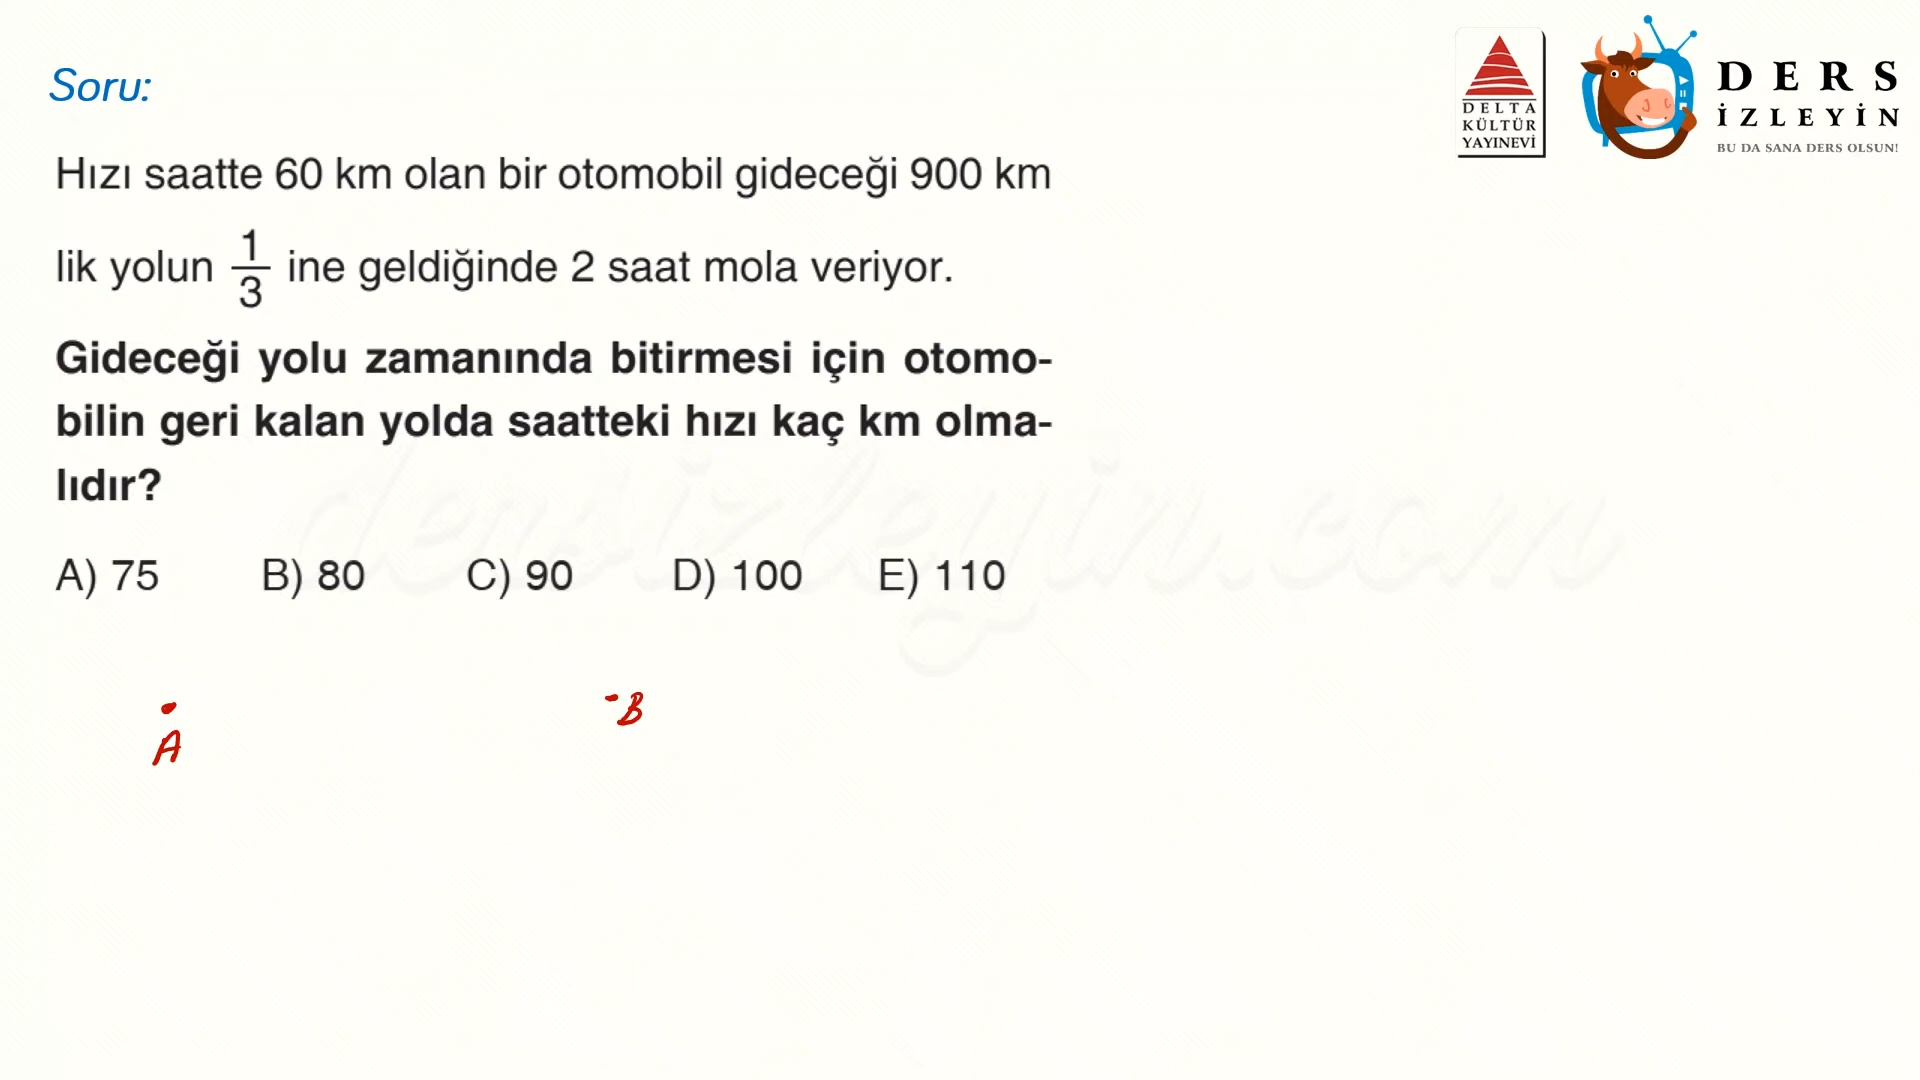 Soru:
DELTA
KÜLTÜR
YAYINEVİ
DERS
İZLEYİN
BU DA SANA DERS OLSUN!
Hızı saatte 60 km olan bir otomobil gideceği 900 km
lik yolun 1/3 ine geldiğinde 2 saat mola veriyor.
Gideceği yolu zamanında bitirmesi için otomo-
bilin geri kalan yolda saatteki hızı kaç km olma-
lıdır?
dersizleyin.com
A) 75 B) 80 C) 90 D) 100 E) 110
A
B